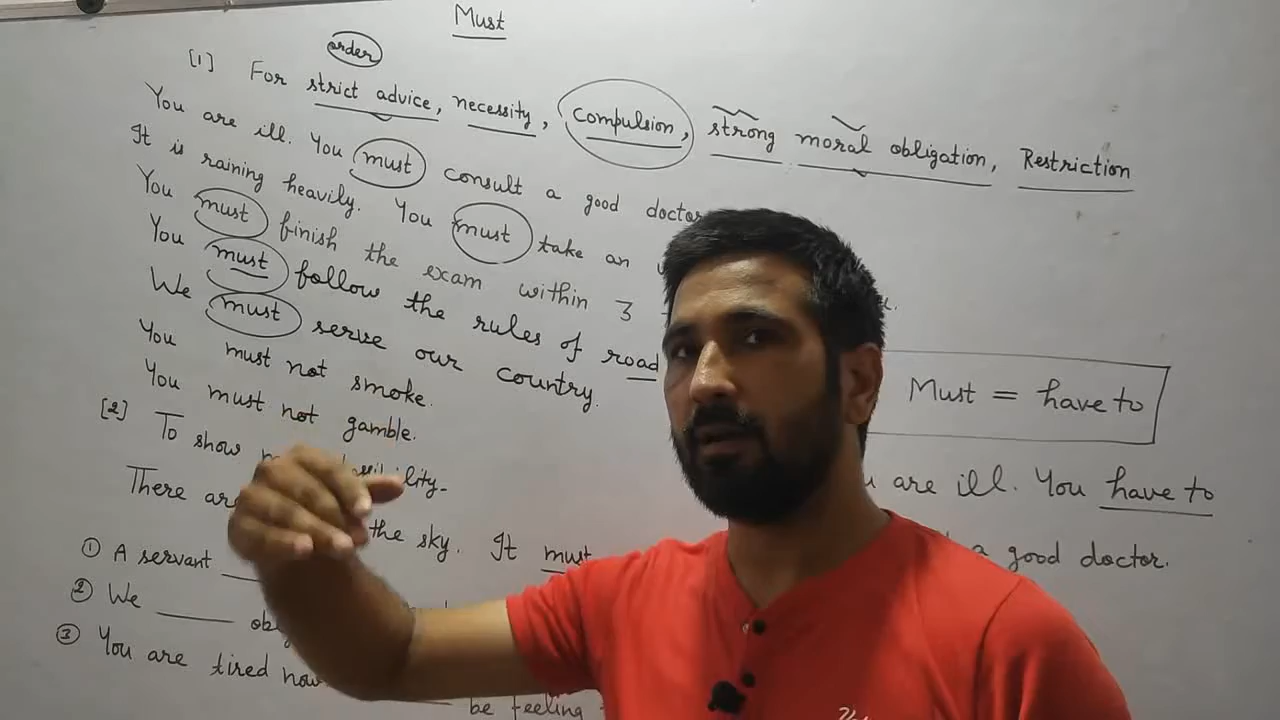 Must
order
[1] For strict advice, necessity, compulsion, strong moral obligation, Restriction
You are ill. You must consult a good doctor
It is raining heavily. You must take an
You must finish the exam within 3
You must follow the rules of road
We must serve our country.
You must not smoke.
You must not gamble.
[2] To show
There are the sky. It must
① A servant ___
② We ___
③ You are tired now be feeling
Must = have to
are ill. You have to
a good doctor.